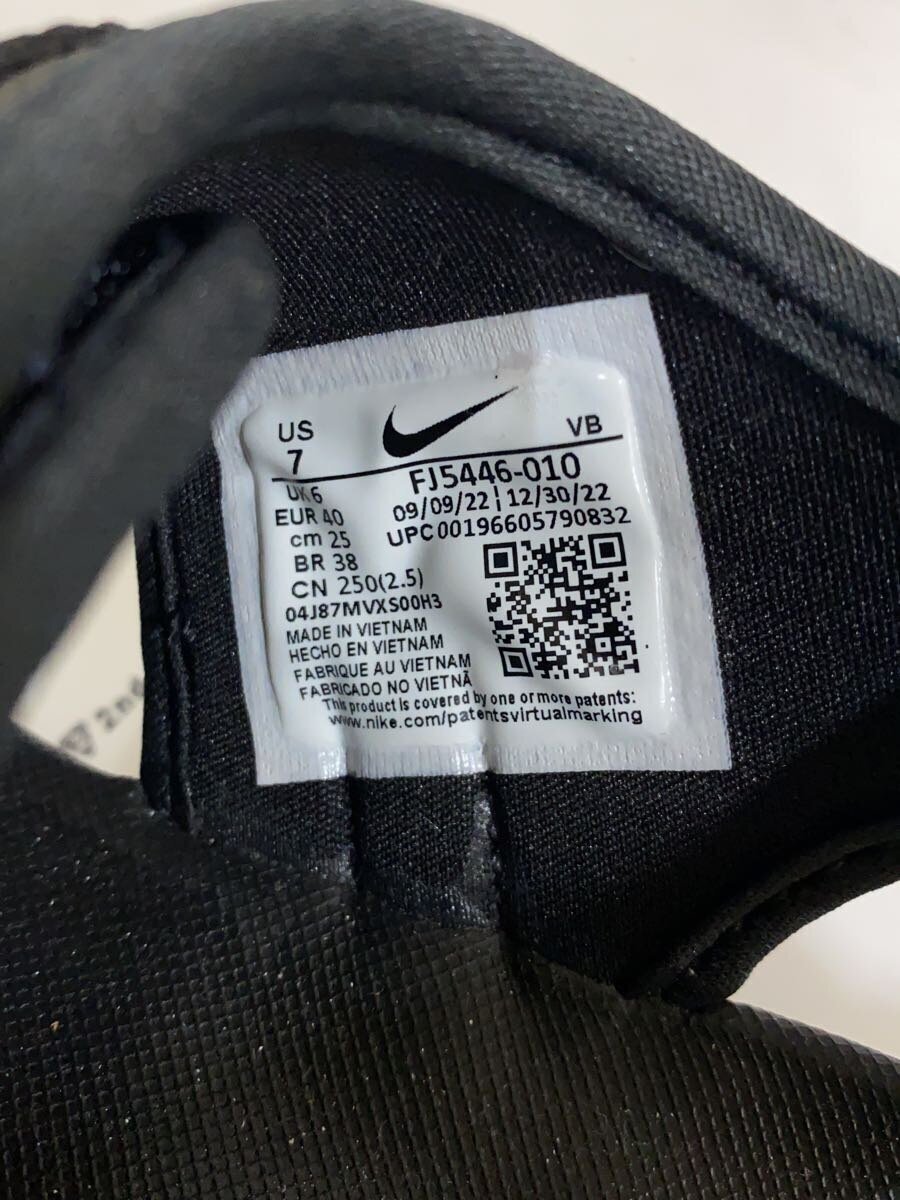 US
7
VB
FJ5446-010
09/09/22 | 12/30/22
UPC 00196605790832
UK 6
EUR 40
cm 25
BR 38
CN 250(2.5)
04J87MVXS00H3
MADE IN VIETNAM
HECHO EN VIETNAM
FABRIQUE AU VIETNAM
FABRICADO NO VIETNÃ
This product is covered by one or more patents:
www.nike.com/patentsvirtualmarking